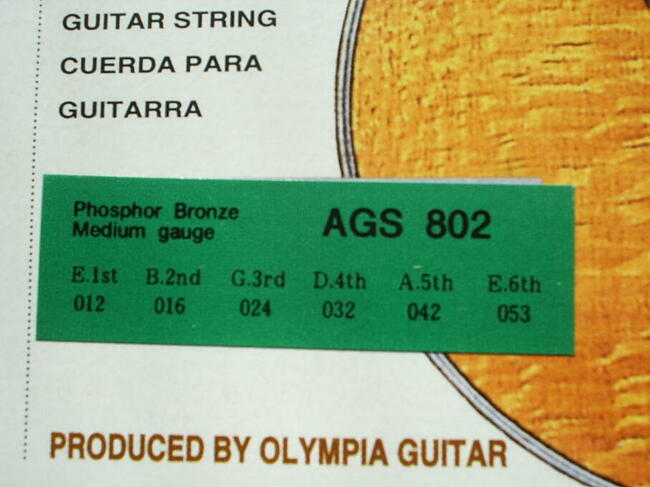 GUITAR STRING
CUERDA PARA
GUITARRA
Phosphor Bronze
Medium gauge
AGS 802
E.1st B.2nd G.3rd D.4th A.5th E.6th
012 016 024 032 042 053
PRODUCED BY OLYMPIA GUITAR